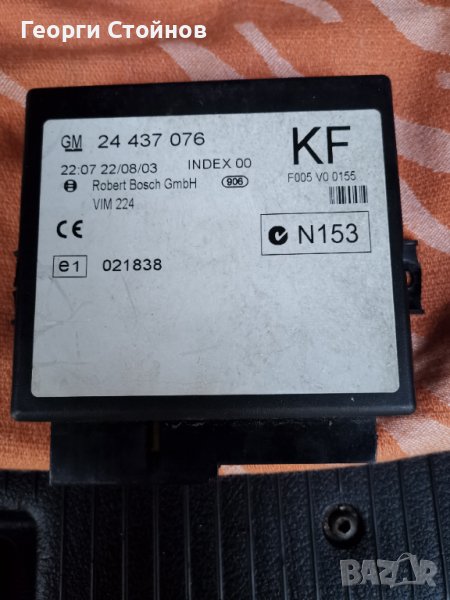 Георги Стойнов
GM 24 437 076
KF
22:07 22/08/03 INDEX 00
F005 V0 0155
Robert Bosch GmbH 906
VIM 224
CE
N153
e1 021838
BAZAR